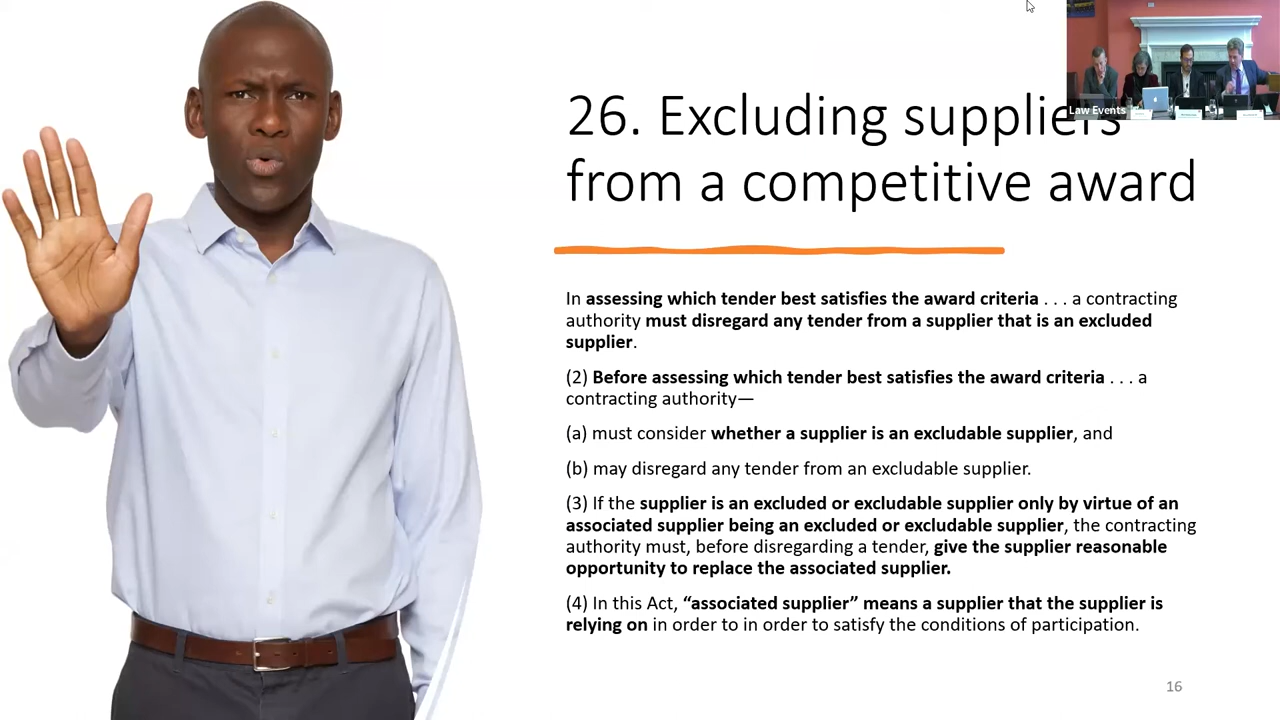 Law Events
26. Excluding suppliers
from a competitive award
In assessing which tender best satisfies the award criteria . . . a contracting
authority must disregard any tender from a supplier that is an excluded
supplier.
(2) Before assessing which tender best satisfies the award criteria . . . a
contracting authority—
(a) must consider whether a supplier is an excludable supplier, and
(b) may disregard any tender from an excludable supplier.
(3) If the supplier is an excluded or excludable supplier only by virtue of an
associated supplier being an excluded or excludable supplier, the contracting
authority must, before disregarding a tender, give the supplier reasonable
opportunity to replace the associated supplier.
(4) In this Act, “associated supplier” means a supplier that the supplier is
relying on in order to in order to satisfy the conditions of participation.
16